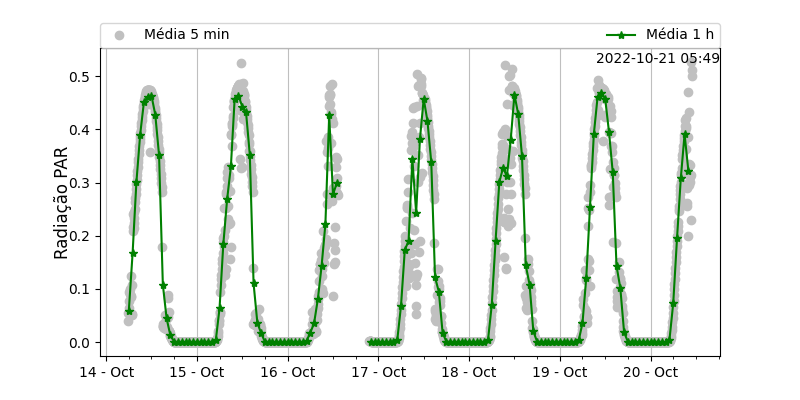 Média 5 min
Média 1 h
2022-10-21 05:49
Radiação PAR
0.5
0.4
0.3
0.2
0.1
0.0
14 - Oct
15 - Oct
16 - Oct
17 - Oct
18 - Oct
19 - Oct
20 - Oct